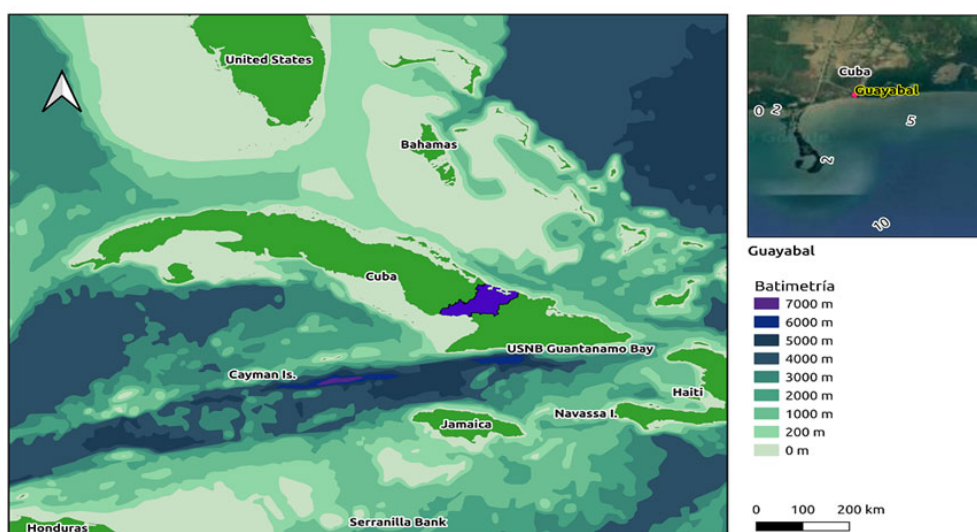 United States
Bahamas
Cuba
USNB Guantanamo Bay
Cayman Is.
Haiti
Navassa I.
Jamaica
Serranilla Bank
Honduras
Cuba
Guayabal
0 2
5
2
10
Guayabal
Batimetría
7000 m
6000 m
5000 m
4000 m
3000 m
2000 m
1000 m
200 m
0 m
0 100 200 km